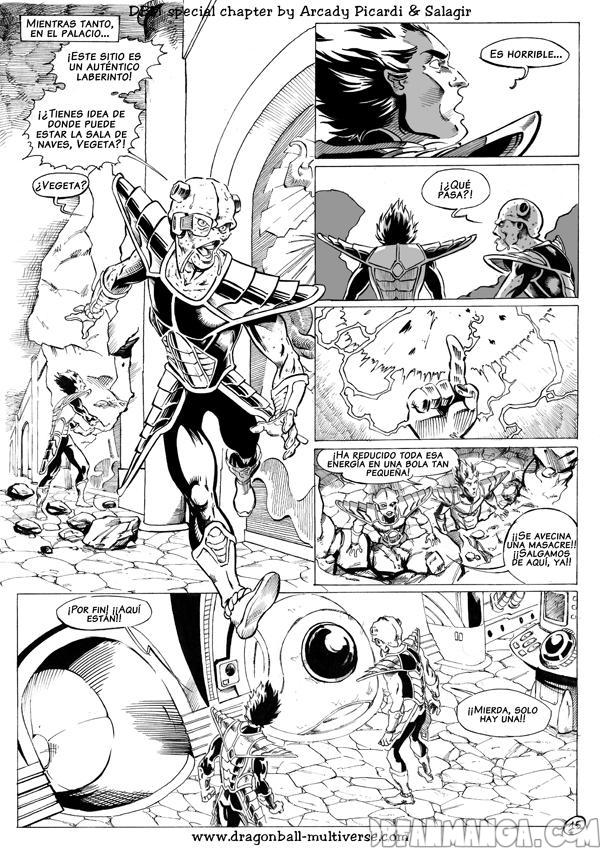 DBM special chapter by Arcady Picardi & Salagir
MIENTRAS TANTO,
EN EL PALACIO...
¡ESTE SITIO ES
UN AUTÉNTICO
LABERINTO!
¡¿TIENES IDEA DE
DONDE PUEDE
ESTAR LA SALA DE
NAVES, VEGETA?!
¿VEGETA?
ES HORRIBLE...
¡¿QUÉ
PASA?!
¡HA REDUCIDO TODA ESA
ENERGÍA EN UNA BOLA TAN
PEQUEÑA!
¡¡SE AVECINA
UNA MASACRE!!
¡¡SALGAMOS
DE AQUÍ, YA!!
¡POR FIN! ¡¡AQUÍ
ESTÁN!!
¡¡MIERDA, SOLO
HAY UNA!!
15
www.dragonball-multiverse.com